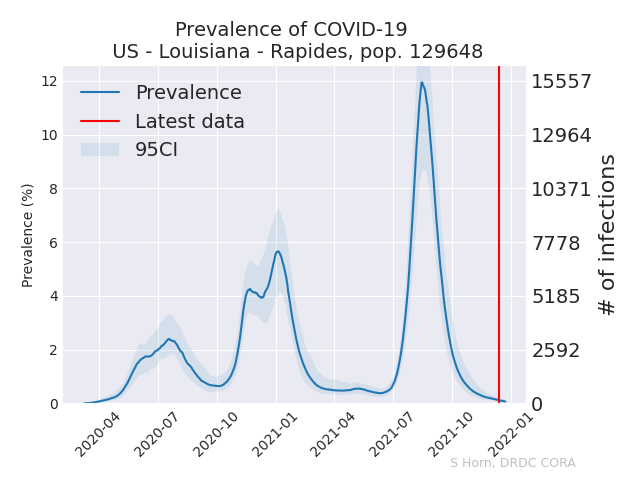 Prevalence of COVID-19
US - Louisiana - Rapides, pop. 129648
Prevalence
Latest data
95CI
Prevalence (%)
12
10
8
6
4
2
0
15557
12964
10371
7778
5185
2592
0
# of infections
2020-04
2020-07
2020-10
2021-01
2021-04
2021-07
2021-10
2022-01
S Horn, DRDC CORA